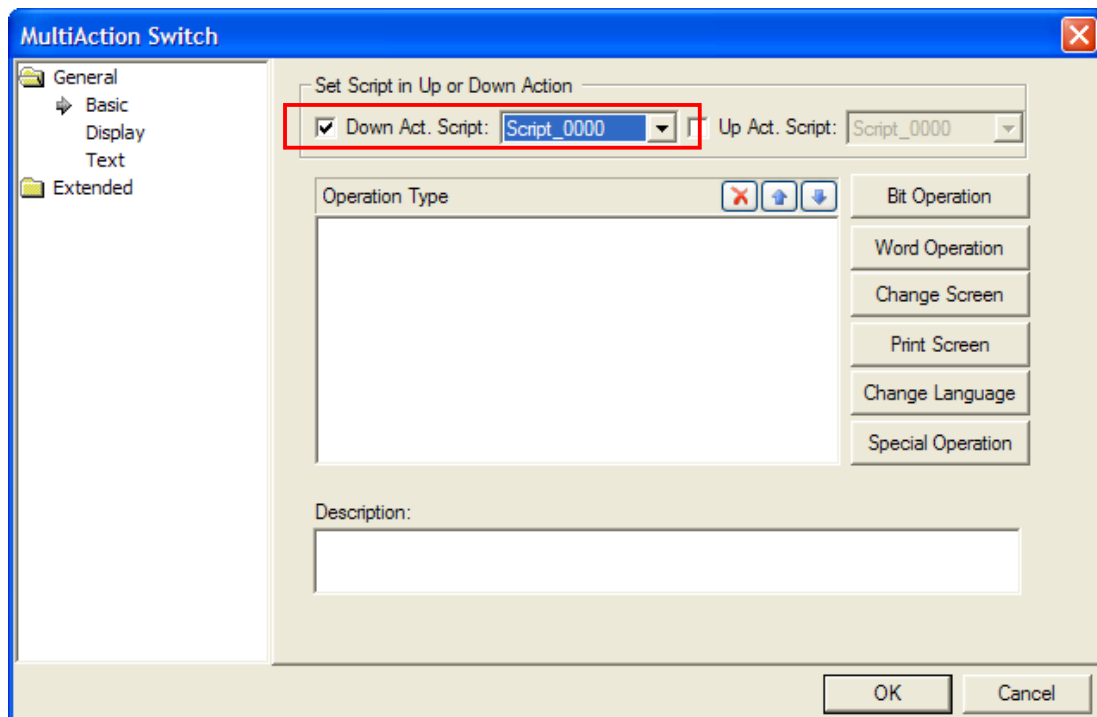 MultiAction Switch
General
Basic
Display
Text
Extended
Set Script in Up or Down Action
Down Act. Script: Script_0000 Up Act. Script: Script_0000
Operation Type
Bit Operation
Word Operation
Change Screen
Print Screen
Change Language
Special Operation
Description:
OK Cancel